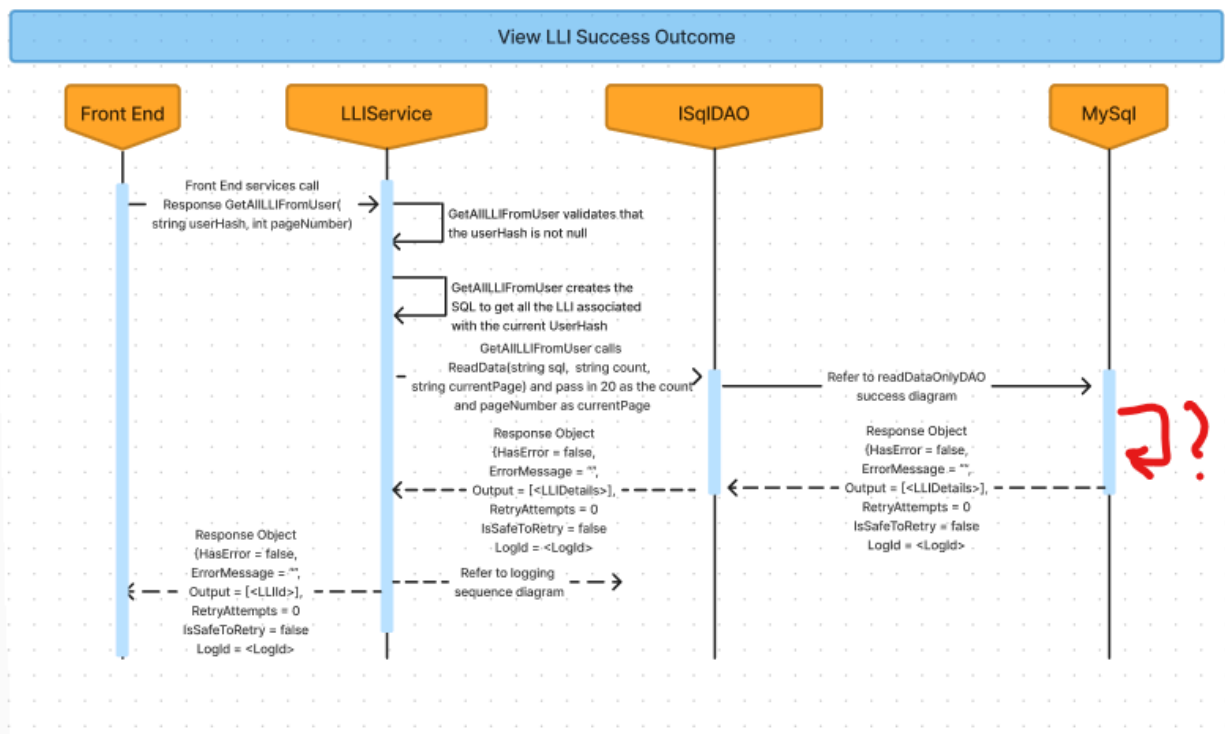 View LLI Success Outcome
Front End
LLIService
ISqlDAO
MySql
Front End services call
Response GetAllLLIFromUser(
string userHash, int pageNumber)
GetAllLLIFromUser validates that
the userHash is not null
GetAllLLIFromUser creates the
SQL to get all the LLI associated
with the current UserHash
GetAllLLIFromUser calls
ReadData(string sql, string count,
string currentPage) and pass in 20 as the count
and pageNumber as currentPage
Refer to readDataOnlyDAO
success diagram
?
Response Object
{HasError = false,
ErrorMessage = "",
Output = [<LLIDetails>],
RetryAttempts = 0
IsSafeToRetry = false
LogId = <LogId>
Response Object
{HasError = false,
ErrorMessage = "",
Output = [<LLIDetails>],
RetryAttempts = 0
IsSafeToRetry = false
LogId = <LogId>
Refer to logging
sequence diagram
Response Object
{HasError = false,
ErrorMessage = "",
Output = [<LLIId>],
RetryAttempts = 0
IsSafeToRetry = false
LogId = <LogId>